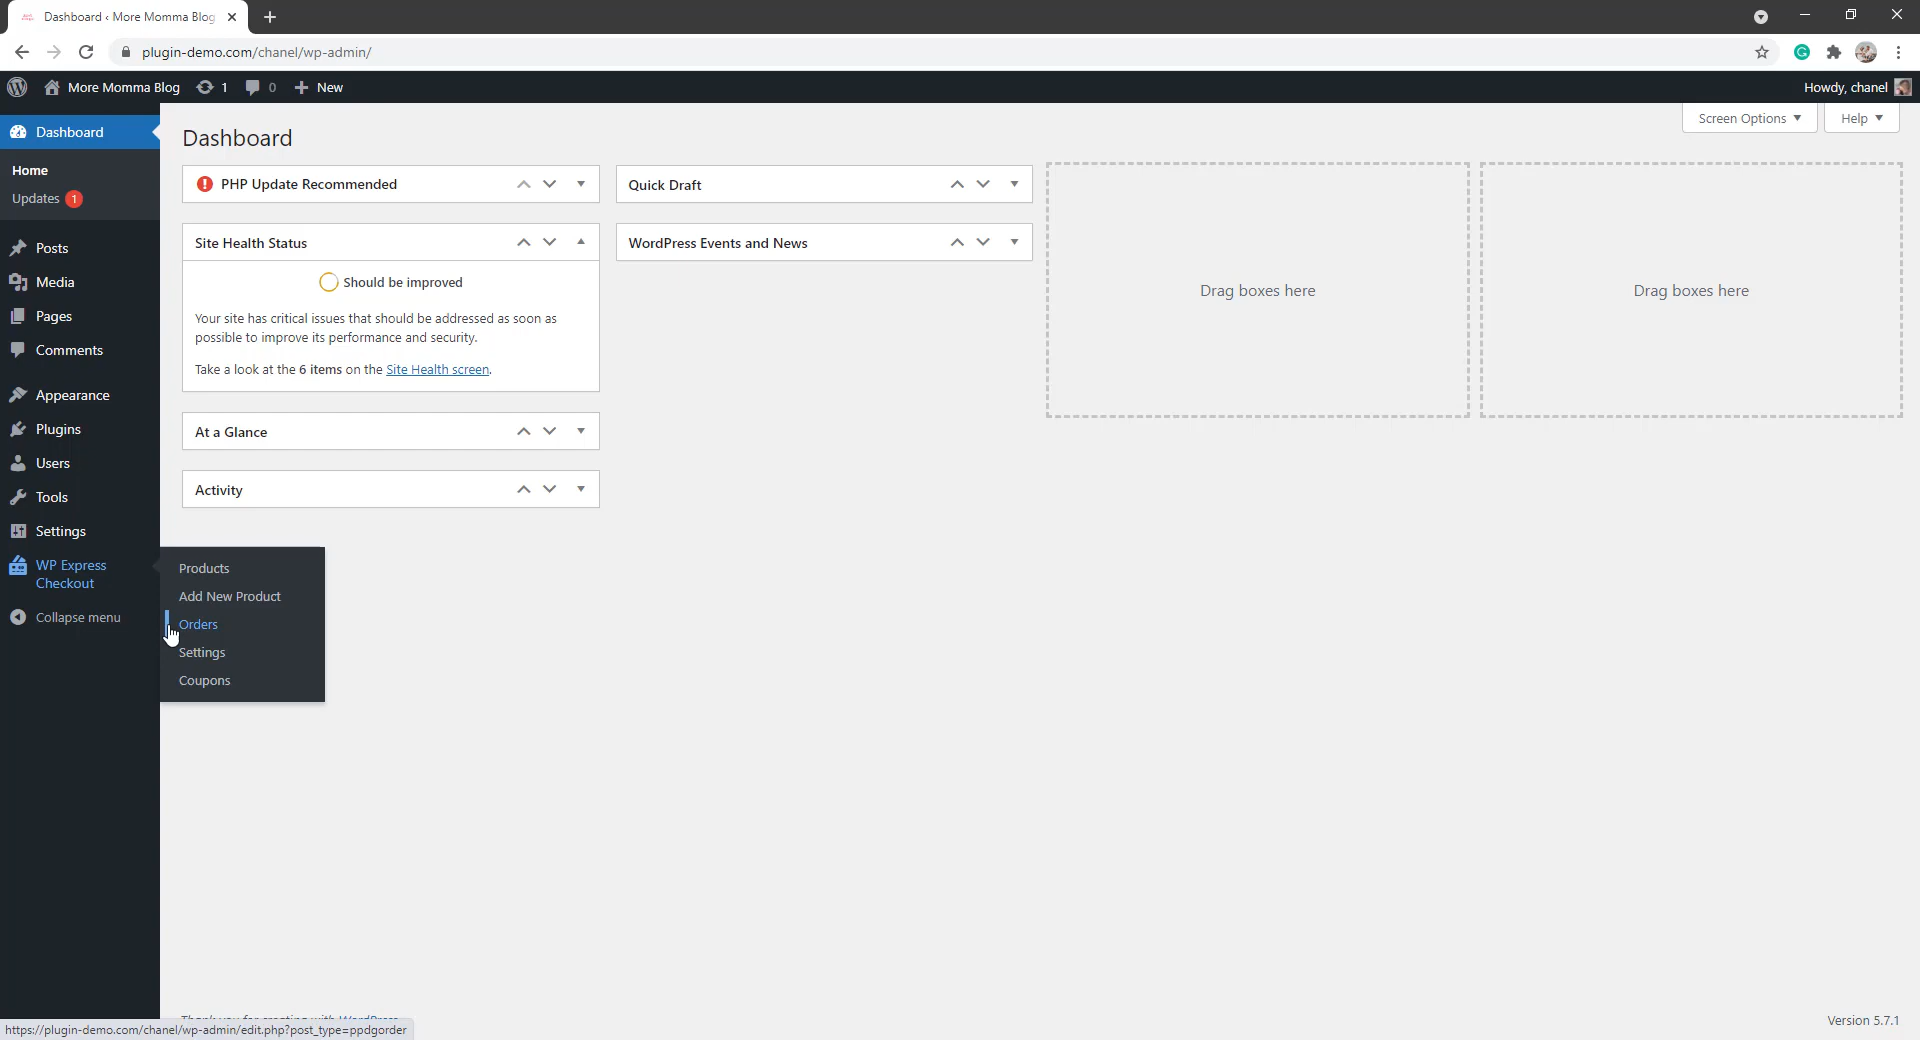 Dashboard ‹ More Momma Blog
plugin-demo.com/chanel/wp-admin/
More Momma Blog 1 0 New
Howdy, chanel
Dashboard
Home
Updates 1
Posts
Media
Pages
Comments
Appearance
Plugins
Users
Tools
Settings
WP Express
Checkout
Collapse menu
Products
Add New Product
Orders
Settings
Coupons
Screen Options
Help
Dashboard
PHP Update Recommended
Site Health Status
Should be improved
Your site has critical issues that should be addressed as soon as
possible to improve its performance and security.
Take a look at the 6 items on the Site Health screen.
At a Glance
Activity
Quick Draft
WordPress Events and News
Drag boxes here
Drag boxes here
Thank you for creating with WordPress.
Version 5.7.1
https://plugin-demo.com/chanel/wp-admin/edit.php?post_type=ppdgorder